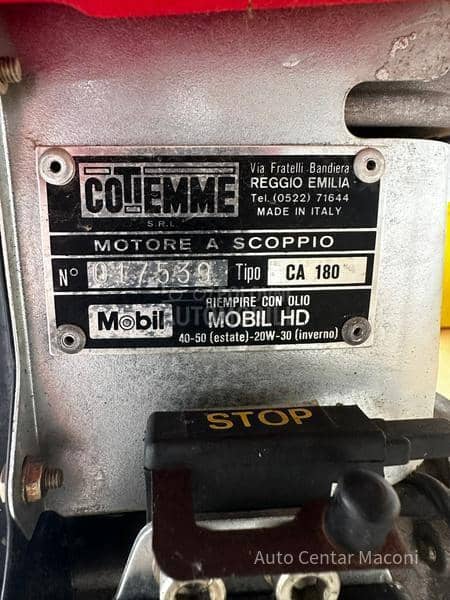 COTIEMME
S.R.L.
Via Fratelli Bandiera
REGGIO EMILIA
Tel. (0522) 71644
MADE IN ITALY
MOTORE A SCOPPIO
N° 017539 Tipo CA 180
Mobil
RIEMPIRE CON OLIO
MOBIL HD
40-50 (estate)-20W-30 (inverno)
STOP
Auto Centar Maconi